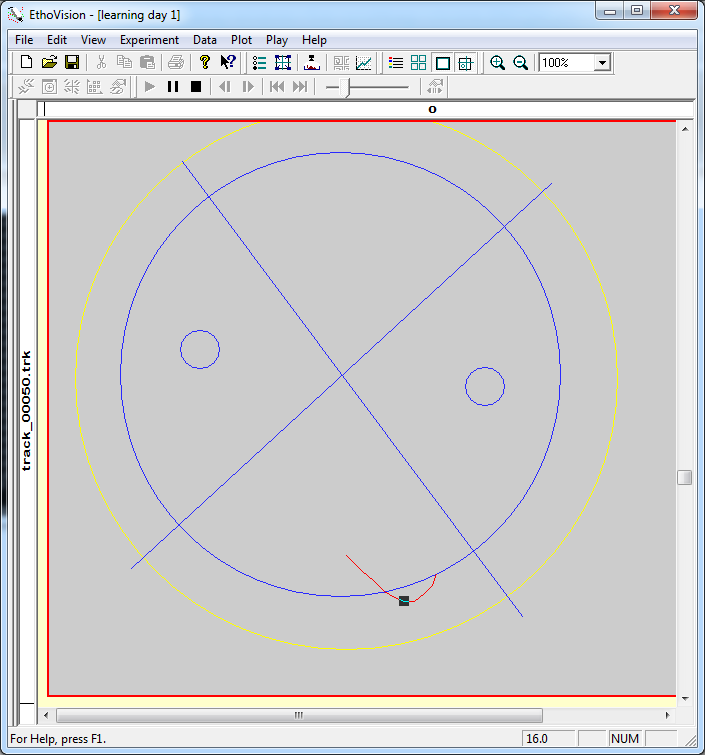 EthoVision - [learning day 1]
File Edit View Experiment Data Plot Play Help
100%
0
track_00050.trk
For Help, press F1.
16.0
NUM